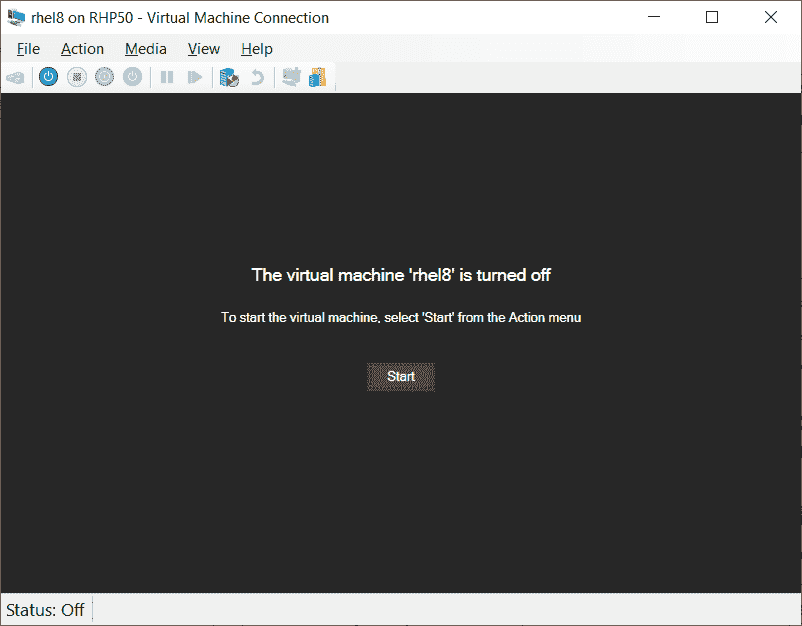 rhel8 on RHP50 - Virtual Machine Connection
File Action Media View Help
The virtual machine 'rhel8' is turned off
To start the virtual machine, select 'Start' from the Action menu
Start
Status: Off